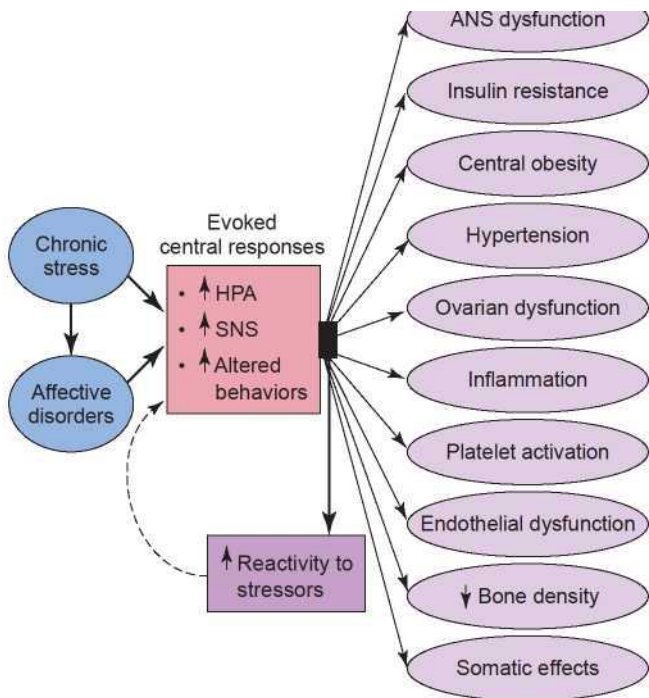 ANS dysfunction
Insulin resistance
Central obesity
Evoked
central responses
Hypertension
Chronic
stress
• ↑ HPA
• ↑ SNS
• ↑ Altered
behaviors
Ovarian dysfunction
Affective
disorders
Inflammation
Platelet activation
Endothelial dysfunction
↑ Reactivity to
stressors
↓ Bone density
Somatic effects